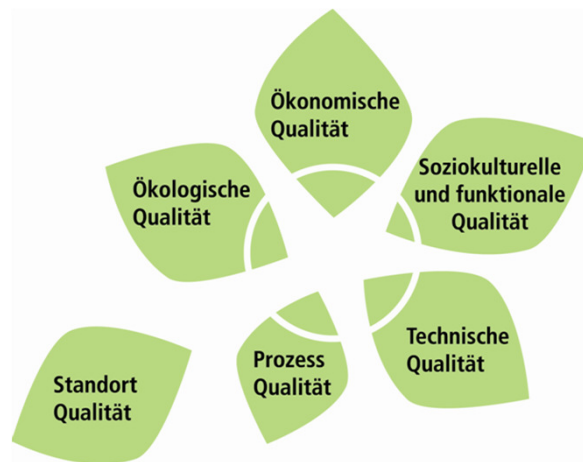 Ökonomische
Qualität
Soziokulturelle
und funktionale
Qualität
Ökologische
Qualität
Technische
Qualität
Prozess
Qualität
Standort
Qualität